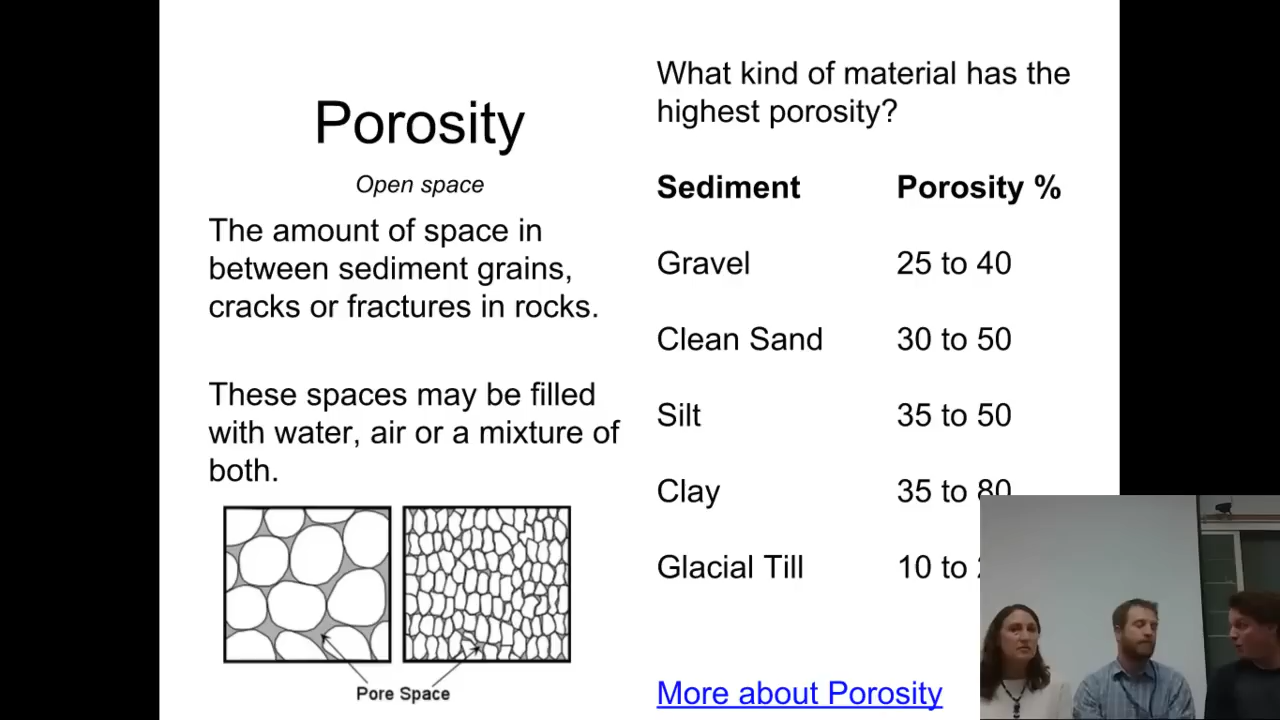 Porosity
Open space
The amount of space in
between sediment grains,
cracks or fractures in rocks.
These spaces may be filled
with water, air or a mixture of
both.
Pore Space
What kind of material has the
highest porosity?
Sediment Porosity %
Gravel 25 to 40
Clean Sand 30 to 50
Silt 35 to 50
Clay 35 to 80
Glacial Till 10 to
More about Porosity